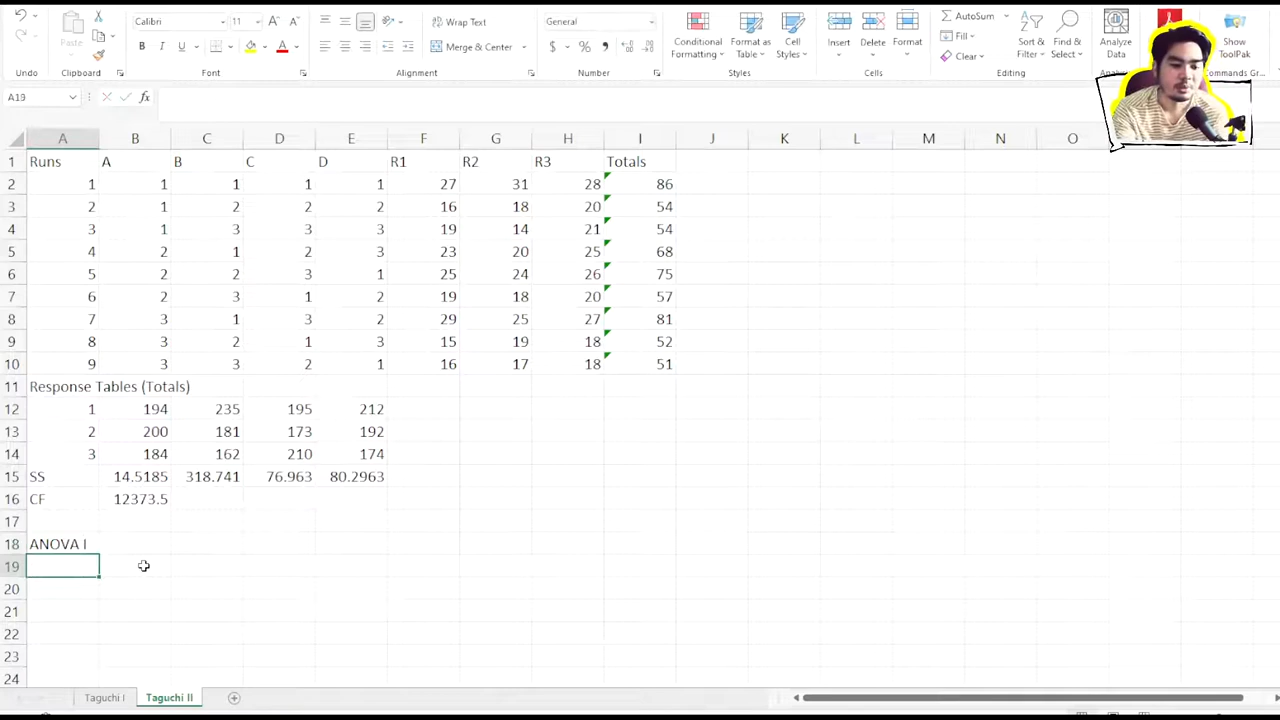 Calibri 11 Wrap Text General AutoSum
Paste Fill
Merge & Center Conditional Formatting Format as Table Cell Styles Insert Delete Format Clear Sort & Filter Find & Select Analyze Data Show ToolPak
Undo Clipboard Font Alignment Number Styles Cells Editing
A19 fx
A B C D E F G H I J K L M N O
1 Runs A B C D R1 R2 R3 Totals
2 1 1 1 1 1 27 31 28 86
3 2 1 2 2 2 16 18 20 54
4 3 1 3 3 3 19 14 21 54
5 4 2 1 2 3 23 20 25 68
6 5 2 2 3 1 25 24 26 75
7 6 2 3 1 2 19 18 20 57
8 7 3 1 3 2 29 25 27 81
9 8 3 2 1 3 15 19 18 52
10 9 3 3 2 1 16 17 18 51
11 Response Tables (Totals)
12 1 194 235 195 212
13 2 200 181 173 192
14 3 184 162 210 174
15 SS 14.5185 318.741 76.963 80.2963
16 CF 12373.5
17
18 ANOVA I
19
20
21
22
23
24
Taguchi I Taguchi II